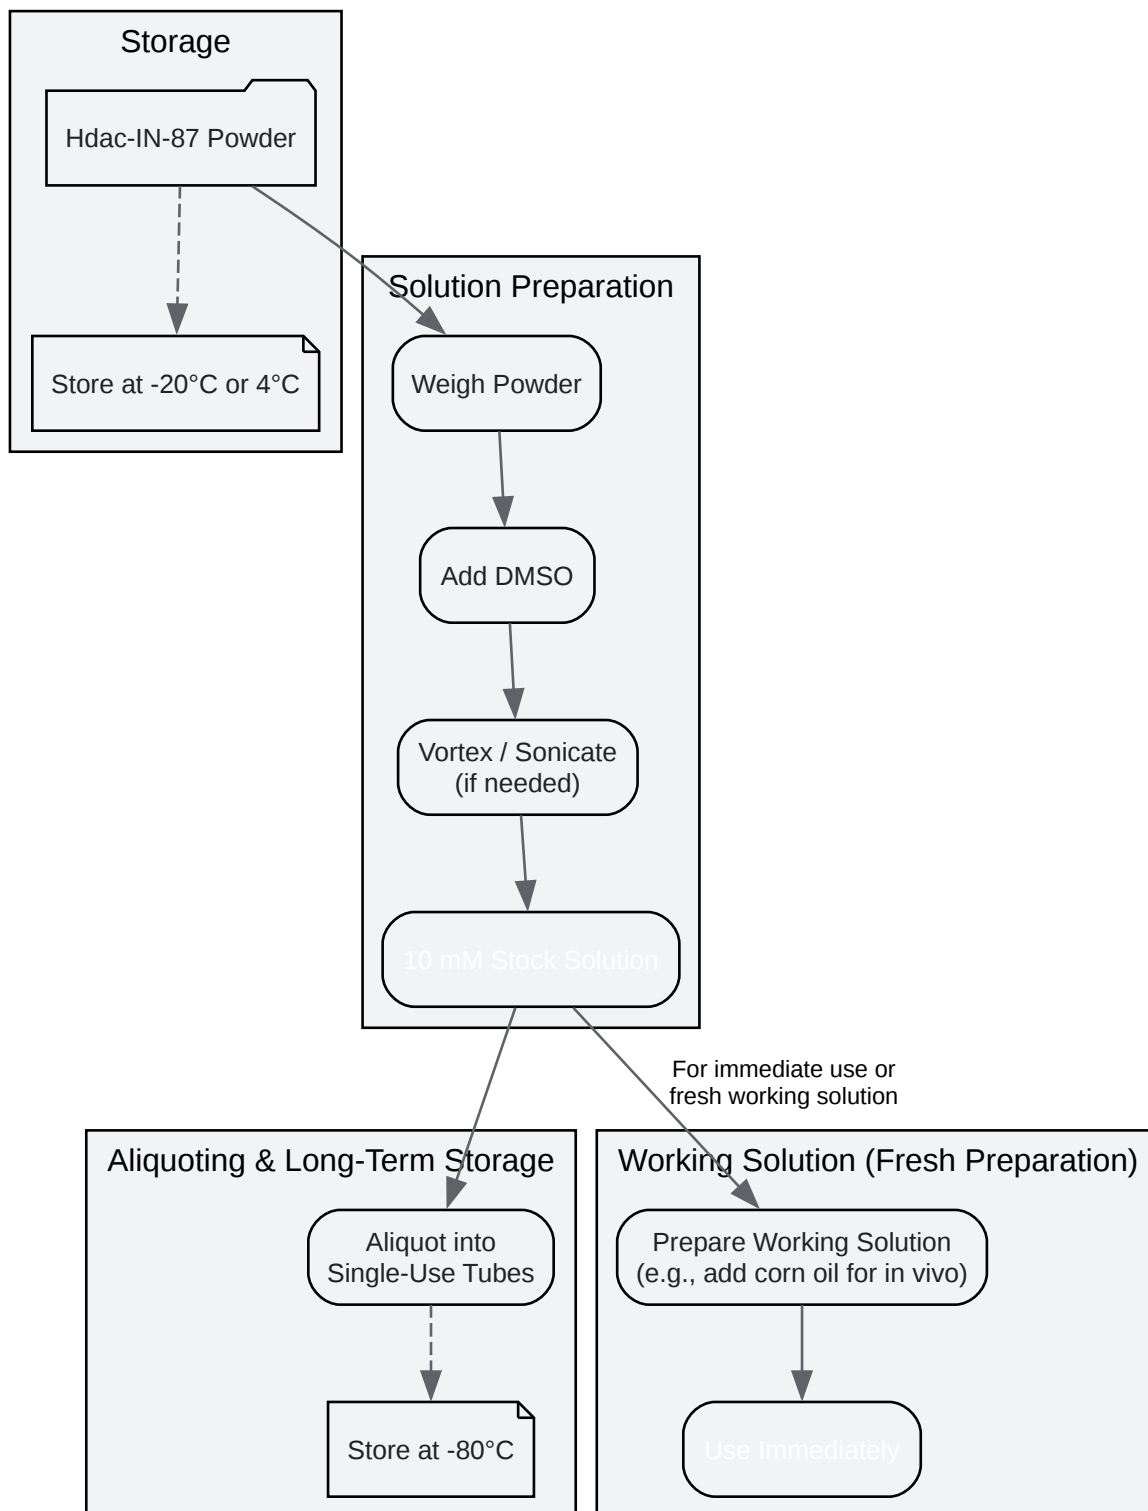 Storage
Hdac-IN-87 Powder
Store at -20°C or 4°C
Solution Preparation
Weigh Powder
Add DMSO
Vortex / Sonicate
(if needed)
10 mM Stock Solution
For immediate use or
fresh working solution
Aliquoting & Long-Term Storage
Aliquot into
Single-Use Tubes
Store at -80°C
Working Solution (Fresh Preparation)
Prepare Working Solution
(e.g., add corn oil for in vivo)
Use Immediately